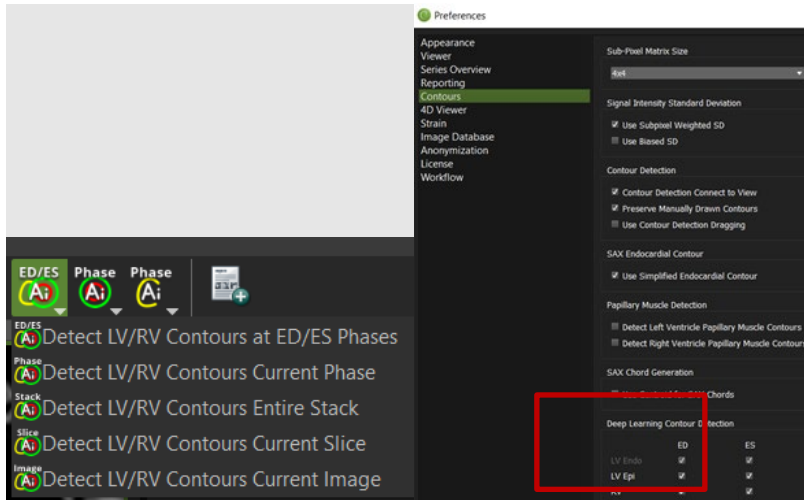 ED/ES Phase Phase
Ai Ai Ai
ED/ES Ai Detect LV/RV Contours at ED/ES Phases
Phase Ai Detect LV/RV Contours Current Phase
Stack Ai Detect LV/RV Contours Entire Stack
Slice Ai Detect LV/RV Contours Current Slice
Image Ai Detect LV/RV Contours Current Image
Preferences
Appearance
Viewer
Series Overview
Reporting
Contours
4D Viewer
Strain
Image Database
Anonymization
License
Workflow
Sub-Pixel Matrix Size
4x4
Signal Intensity Standard Deviation
Use Subpixel Weighted SD
Use Biased SD
Contour Detection
Contour Detection Connect to View
Preserve Manually Drawn Contours
Use Contour Detection Dragging
SAX Endocardial Contour
Use Simplified Endocardial Contour
Papillary Muscle Detection
Detect Left Ventricle Papillary Muscle Contours
Detect Right Ventricle Papillary Muscle Contours
SAX Chord Generation
Chords
Deep Learning Contour Detection
ED ES
LV Endo
LV Epi